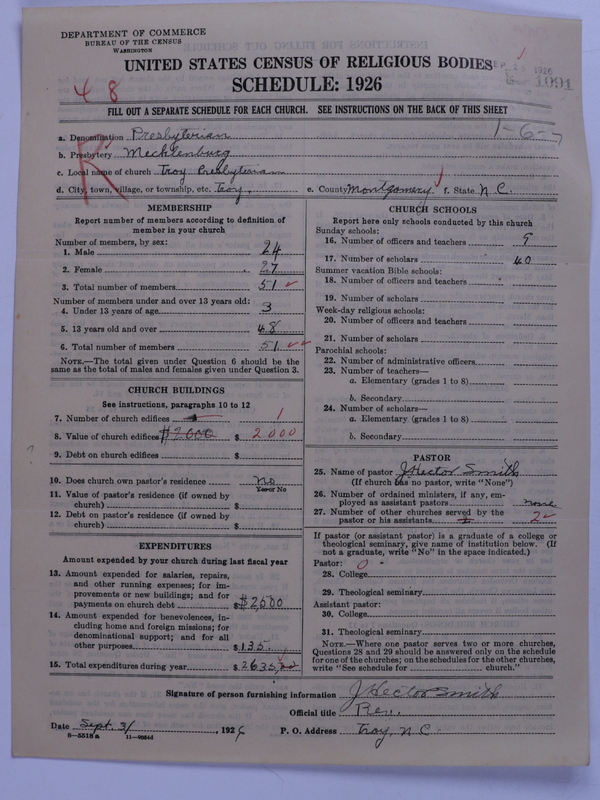 DEPARTMENT OF COMMERCE
BUREAU OF THE CENSUS
WASHINGTON
UNITED STATES CENSUS OF RELIGIOUS BODIES
SCHEDULE: 1926
48
1926
1091
FILL OUT A SEPARATE SCHEDULE FOR EACH CHURCH. SEE INSTRUCTIONS ON THE BACK OF THIS SHEET
1-6-7
a. Denomination Presbyterian
b. Presbytery Mecklenburg
c. Local name of church Troy Presbyterian
d. City, town, village, or township, etc. Troy, e. County Montgomery f. State N.C.
R
MEMBERSHIP
Report number of members according to definition of
member in your church
Number of members, by sex:
1. Male 24
2. Female 27
3. Total number of members 51
Number of members under and over 13 years old:
4. Under 13 years of age 3
5. 13 years old and over 48
6. Total number of members 51
NOTE.—The total given under Question 6 should be the
same as the total of males and females given under Question 3.
CHURCH BUILDINGS
See instructions, paragraphs 10 to 12
7. Number of church edifices 1
8. Value of church edifices $2000 $ 2000
9. Debt on church edifices $
10. Does church own pastor's residence No
Yes or No
11. Value of pastor's residence (if owned by
church) $
12. Debt on pastor's residence (if owned by
church) $
EXPENDITURES
Amount expended by your church during last fiscal year
13. Amount expended for salaries, repairs,
and other running expenses; for im-
provements or new buildings; and for
payments on church debt $ $2500
14. Amount expended for benevolences, in-
cluding home and foreign missions; for
denominational support; and for all
other purposes $ 135.
15. Total expenditures during year $ 2635
CHURCH SCHOOLS
Report here only schools conducted by this church
Sunday schools:
16. Number of officers and teachers 9
17. Number of scholars 40
Summer vacation Bible schools:
18. Number of officers and teachers
19. Number of scholars
Week-day religious schools:
20. Number of officers and teachers
21. Number of scholars
Parochial schools:
22. Number of administrative officers
23. Number of teachers—
a. Elementary (grades 1 to 8)
b. Secondary
24. Number of scholars—
a. Elementary (grades 1 to 8)
b. Secondary
PASTOR
25. Name of pastor J Hector Smith
(If church has no pastor, write "None")
26. Number of ordained ministers, if any, em-
ployed as assistant pastors none
27. Number of other churches served by the
pastor or his assistants 2
If pastor (or assistant pastor) is a graduate of a college or
theological seminary, give name of institution below. (If
not a graduate, write "No" in the space indicated.)
Pastor: 0
28. College
29. Theological seminary
Assistant pastor:
30. College
31. Theological seminary
NOTE.—Where one pastor serves two or more churches,
Questions 28 and 29 should be answered only on the schedule
for one of the churches; on the schedules for the other churches,
write "See schedule for church."
Signature of person furnishing information J Hector Smith
Official title Rev.
Date Sept. 3/ 1926 P. O. Address Troy, N.C.
8-5518a 11-9064d